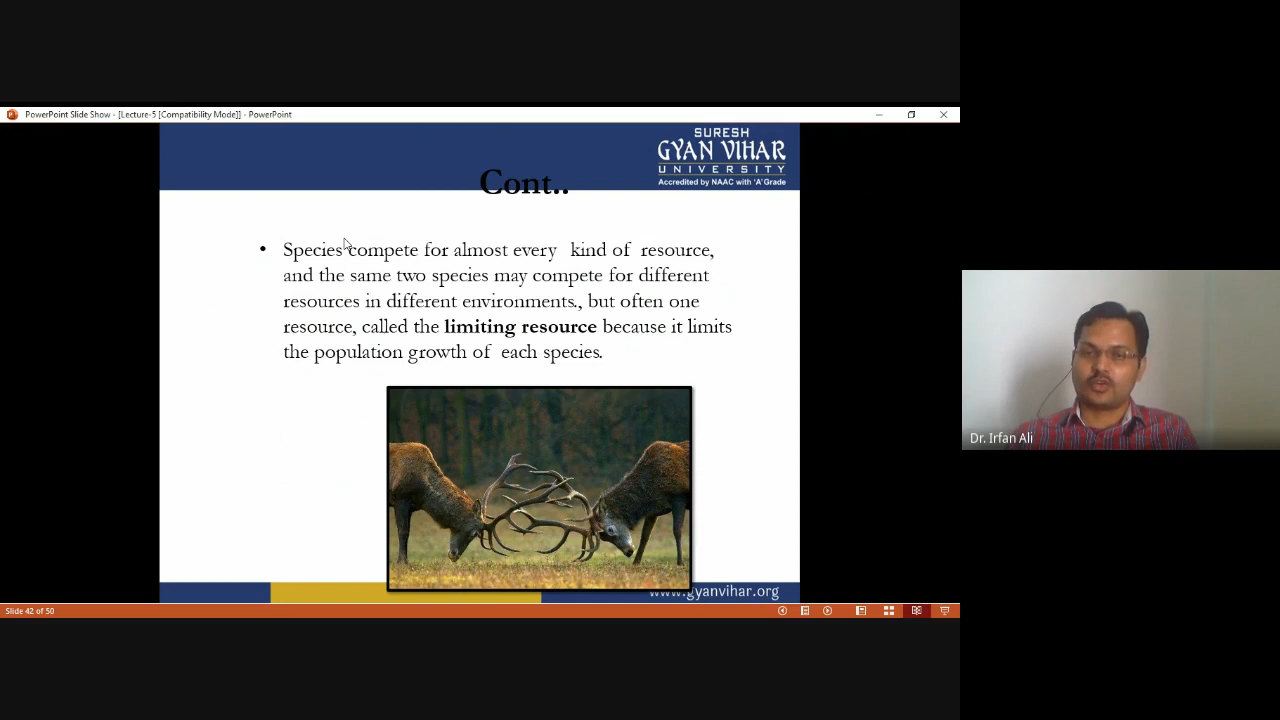 PowerPoint Slide Show - [Lecture-5 [Compatibility Mode]] - PowerPoint
SURESH
GYAN VIHAR
UNIVERSITY
Accredited by NAAC with 'A' Grade
Cont..
• Species compete for almost every kind of resource,
and the same two species may compete for different
resources in different environments., but often one
resource, called the limiting resource because it limits
the population growth of each species.
Dr. Irfan Ali
www.gyanvihar.org
Slide 42 of 50